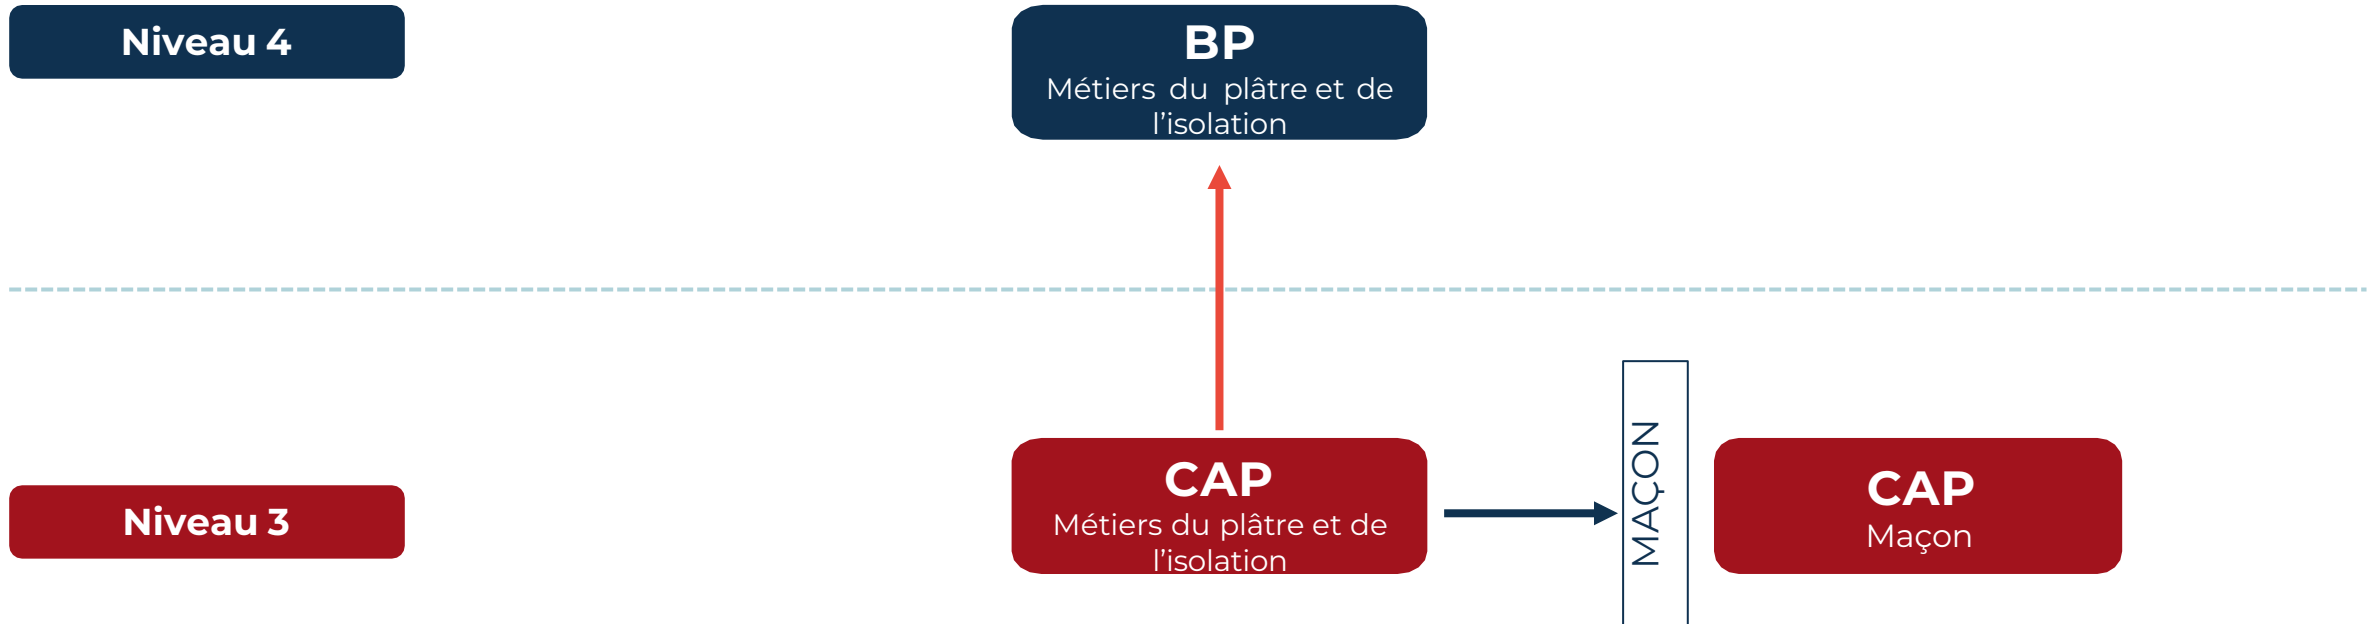 Niveau 4
BP
Métiers du plâtre et de
l’isolation
Niveau 3
CAP
Métiers du plâtre et de
l’isolation
MAÇON
CAP
Maçon